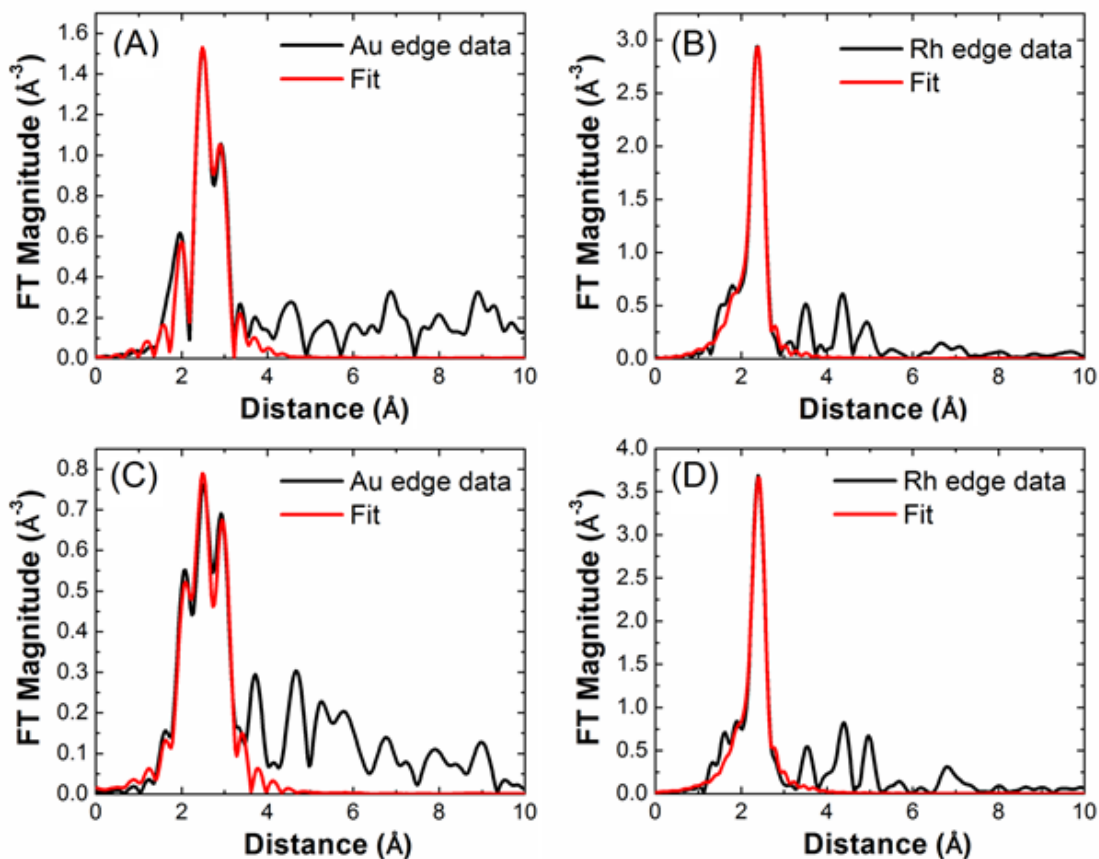 (A)
Au edge data
Fit
FT Magnitude (Å⁻³)
1.6
1.4
1.2
1.0
0.8
0.6
0.4
0.2
0.0
0 2 4 6 8 10
Distance (Å)
(B)
Rh edge data
Fit
FT Magnitude (Å⁻³)
3.0
2.5
2.0
1.5
1.0
0.5
0.0
0 2 4 6 8 10
Distance (Å)
(C)
Au edge data
Fit
FT Magnitude (Å⁻³)
0.8
0.7
0.6
0.5
0.4
0.3
0.2
0.1
0.0
0 2 4 6 8 10
Distance (Å)
(D)
Rh edge data
Fit
FT Magnitude (Å⁻³)
4.0
3.5
3.0
2.5
2.0
1.5
1.0
0.5
0.0
0 2 4 6 8 10
Distance (Å)